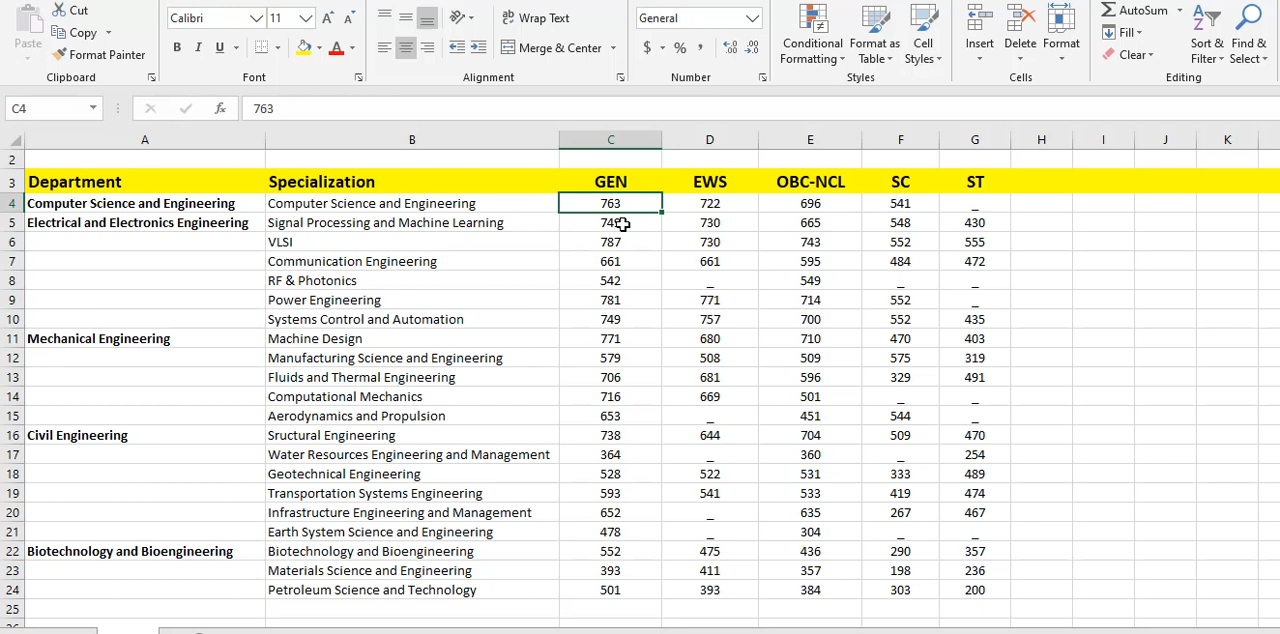 Cut
Copy
Format Painter
Paste
Clipboard
Calibri 11 A A
B I U A
Font
Wrap Text
Merge & Center
Alignment
General
$ % ,
Number
Conditional Formatting
Format as Table
Cell Styles
Styles
Insert Delete Format
Cells
AutoSum
Fill
Clear
Sort & Filter
Find & Select
Editing
C4 fx 763
A B C D E F G H I J K
2
3 Department Specialization GEN EWS OBC-NCL SC ST
4 Computer Science and Engineering Computer Science and Engineering 763 722 696 541 _
5 Electrical and Electronics Engineering Signal Processing and Machine Learning 730 665 548 430
6 VLSI 787 730 743 552 555
7 Communication Engineering 661 661 595 484 472
8 RF & Photonics 542 _ 549 _ _
9 Power Engineering 781 771 714 552 _
10 Systems Control and Automation 749 757 700 552 435
11 Mechanical Engineering Machine Design 771 680 710 470 403
12 Manufacturing Science and Engineering 579 508 509 575 319
13 Fluids and Thermal Engineering 706 681 596 329 491
14 Computational Mechanics 716 669 501 _ _
15 Aerodynamics and Propulsion 653 _ 451 544 _
16 Civil Engineering Sructural Engineering 738 644 704 509 470
17 Water Resources Engineering and Management 364 _ 360 _ 254
18 Geotechnical Engineering 528 522 531 333 489
19 Transportation Systems Engineering 593 541 533 419 474
20 Infrastructure Engineering and Management 652 _ 635 267 467
21 Earth System Science and Engineering 478 _ 304 _ _
22 Biotechnology and Bioengineering Biotechnology and Bioengineering 552 475 436 290 357
23 Materials Science and Engineering 393 411 357 198 236
24 Petroleum Science and Technology 501 393 384 303 200
25